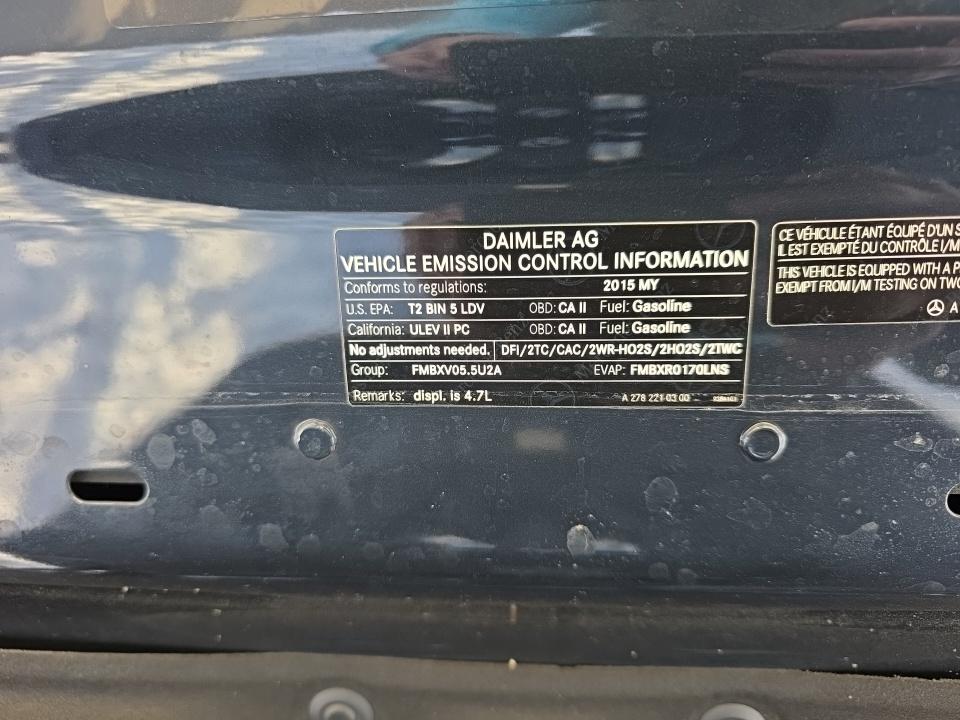 DAIMLER AG
VEHICLE EMISSION CONTROL INFORMATION
Conforms to regulations: 2015 MY
U.S. EPA: T2 BIN 5 LDV OBD: CA II Fuel: Gasoline
California: ULEV II PC OBD: CA II Fuel: Gasoline
No adjustments needed. DFI/2TC/CAC/2WR-HO2S/2HO2S/2TWC
Group: FMBXV05.5U2A EVAP: FMBXR0170LNS
Remarks: displ. is 4.7L A 278 221 03 00
CE VÉHICULE ÉTANT ÉQUIPÉ D'UN S
IL EST EXEMPTÉ DU CONTRÔLE I/M
THIS VEHICLE IS EQUIPPED WITH A P
EXEMPT FROM I/M TESTING ON TWO
A